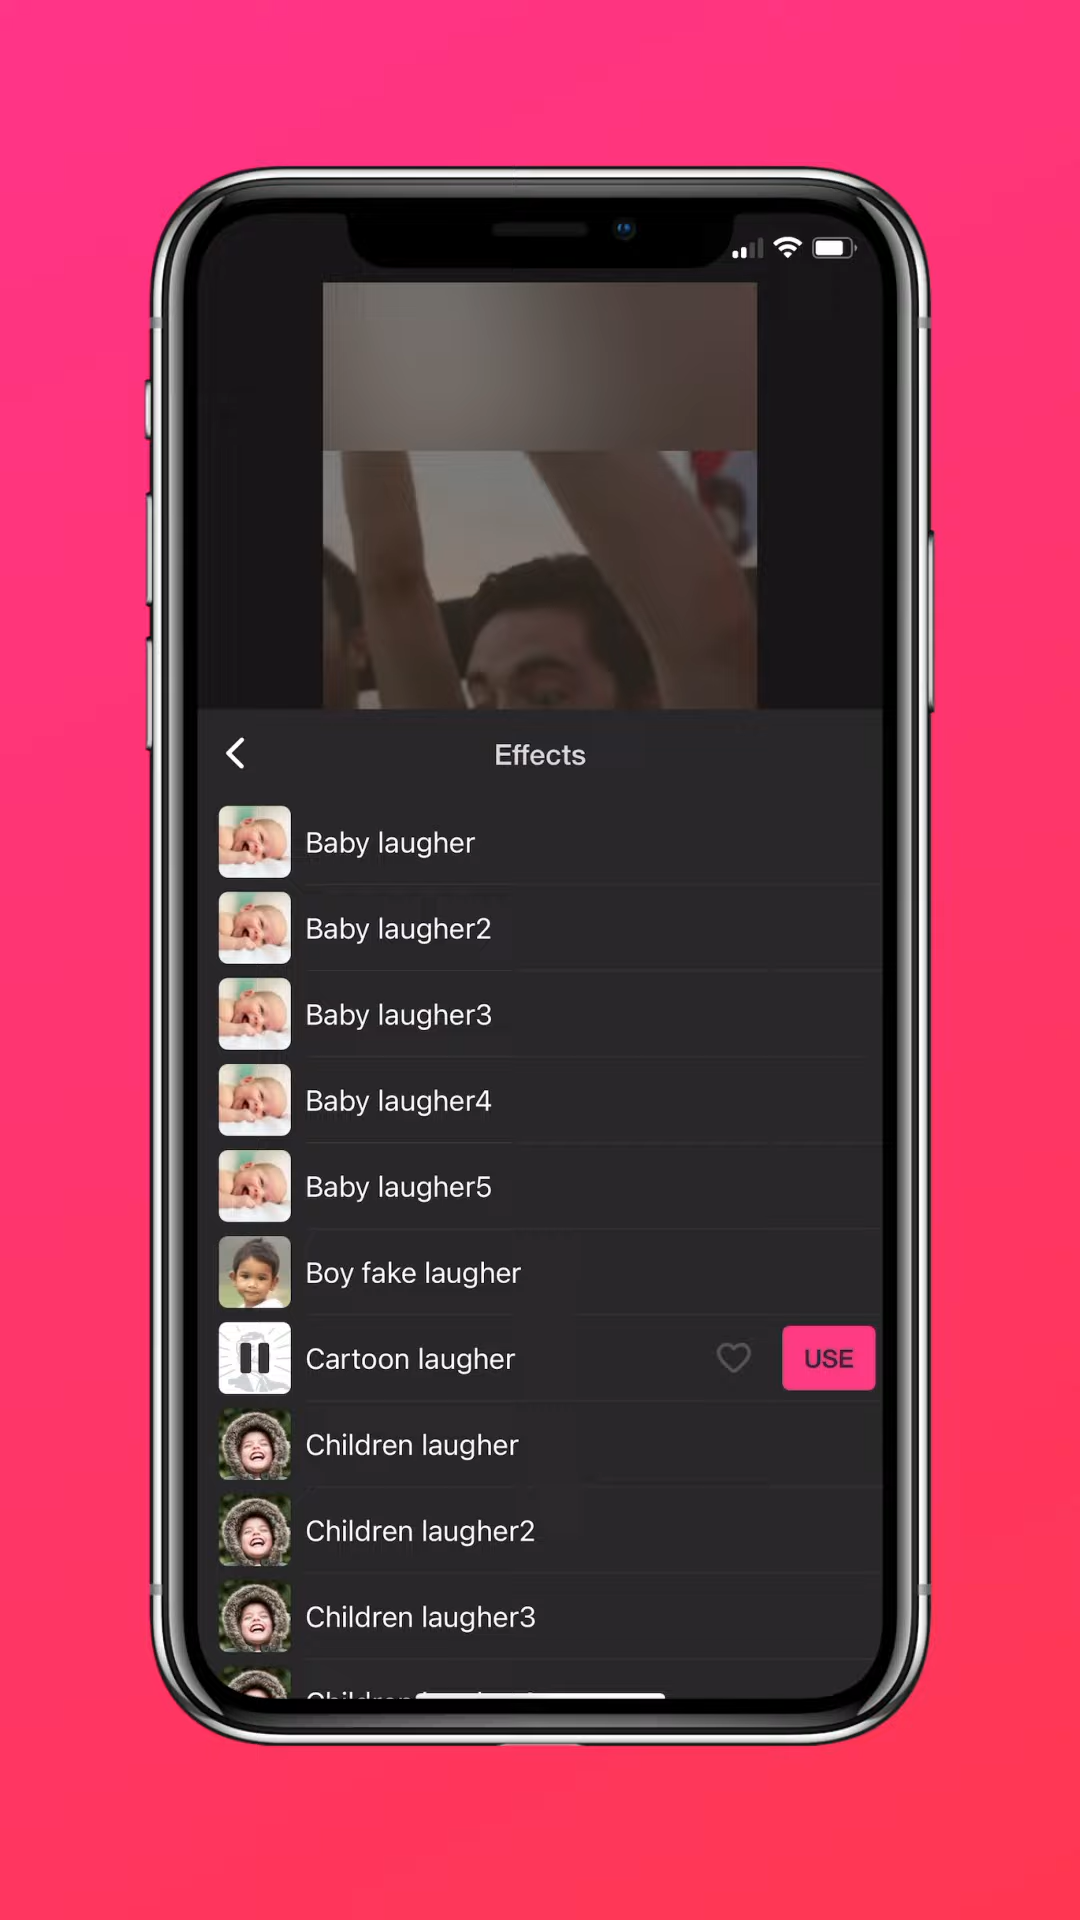 Effects
Baby laugher
Baby laugher2
Baby laugher3
Baby laugher4
Baby laugher5
Boy fake laugher
Cartoon laugher
USE
Children laugher
Children laugher2
Children laugher3